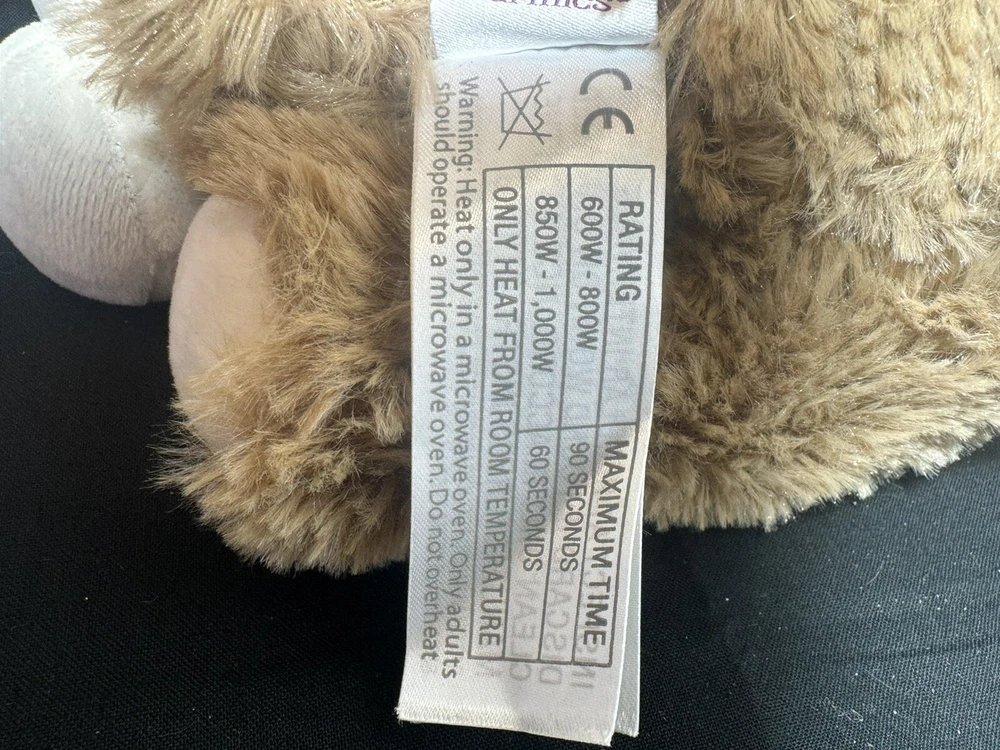 CE
RATING MAXIMUM TIME
600W - 800W 90 SECONDS
850W - 1,000W 60 SECONDS
ONLY HEAT FROM ROOM TEMPERATURE
Warning: Heat only in a microwave oven. Only adults
should operate a microwave oven. Do not overheat